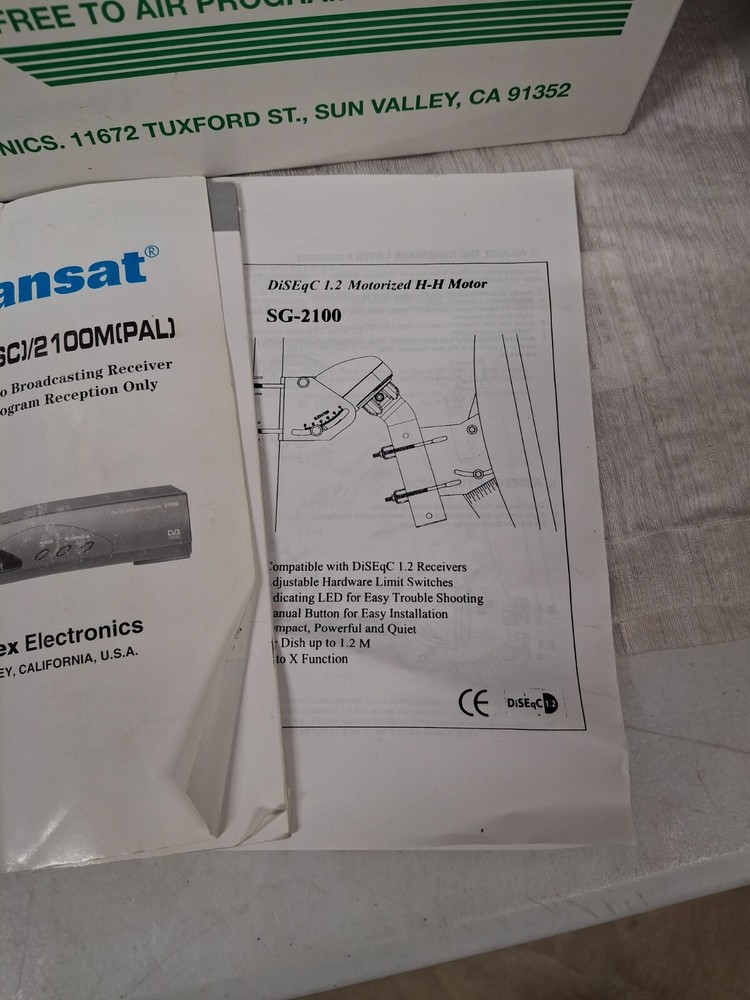 FREE TO AIR PROGRA
NICS. 11672 TUXFORD ST., SUN VALLEY, CA 91352
ansat®
SC)/2100M(PAL)
o Broadcasting Receiver
ogram Reception Only
DVB
ex Electronics
EY, CALIFORNIA, U.S.A.
DiSEqC 1.2 Motorized H-H Motor
SG-2100
Compatible with DiSEqC 1.2 Receivers
djustable Hardware Limit Switches
dicating LED for Easy Trouble Shooting
anual Button for Easy Installation
mpact, Powerful and Quiet
r Dish up to 1.2 M
to X Function
CE DiSEqC 1.2